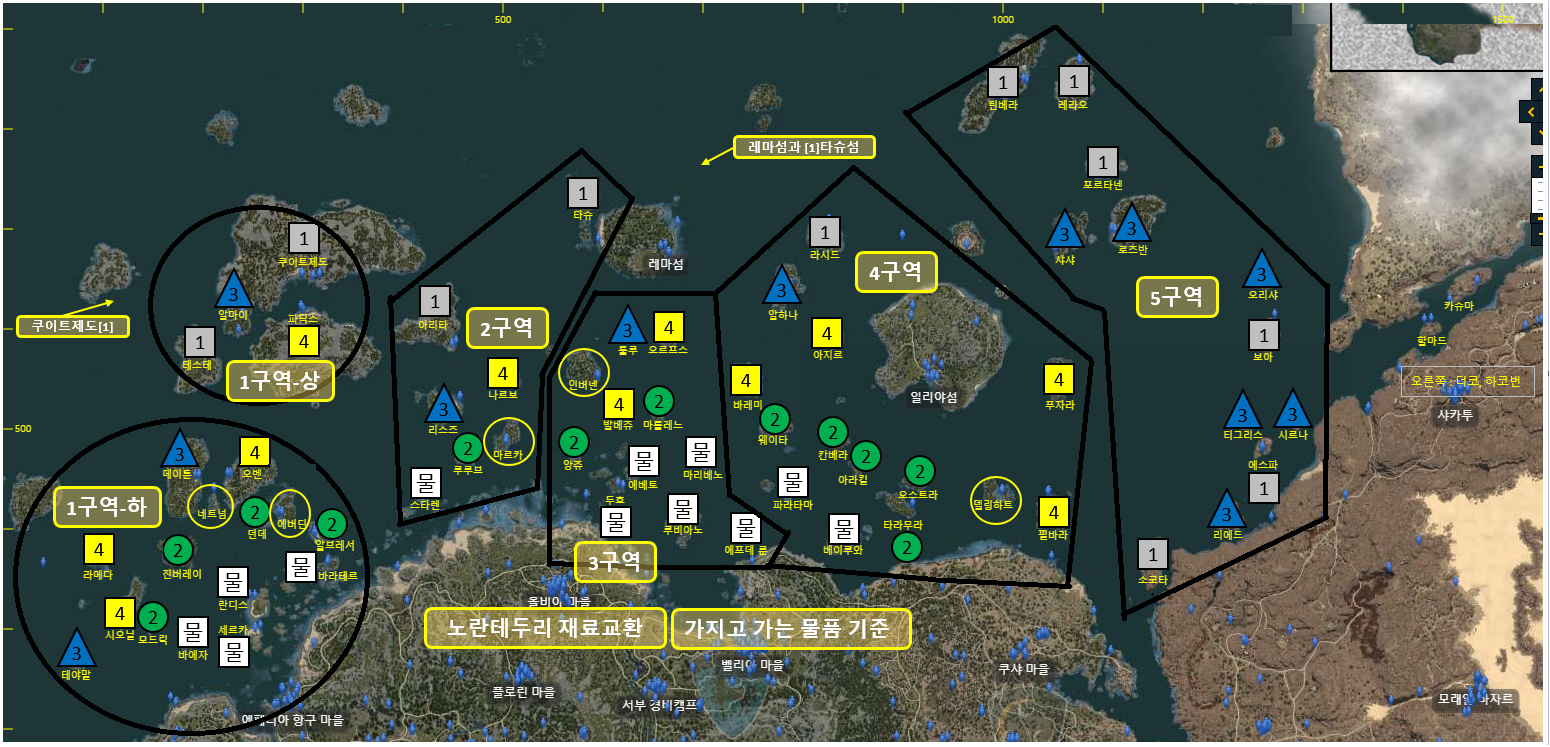 500
1000
1500
1
틴베라
1
레라오
레마섬과 [1]타슈섬
1
포르타넨
1
타슈
3
샤샤
3
로즈반
1
쿠이트제도
1
라시드
레마섬
4구역
3
오리샤
3
알마이
3
알하나
5구역
카슈마
쿠이트제도[1]
파딕스
4
1
아리타
2구역
3
툴루
4
오르프스
4
아지르
1
보아
할마드
1
테스테
1구역-상
4
나르보
인버넨
4
바레미
일리야섬
4
푸자라
오른쪽 : 더코, 하코번
샤카투
3
리스즈
4
발베쥬
2
마를레느
2
웨이타
2
칸베라
3
티그리스
3
시르나
500
3
데이튼
4
오벤
2
루루브
마르카
2
앙쥬
물
에베토
물
마리베노
2
아라킬
2
오스트라
에스파
1
물
스타렌
물
파라타마
델링하트
1구역-하
네트넘
2
던데
에버딘
2
알브레서
두흐
물
물
쿠비아노
물
에프데 룬
물
베이루와
타라무라
2
4
필바라
3
리에드
4
라메다
2
진버레이
물
바라테르
3구역
1
소코타
물
란디스
올비아 마을
4
시오닐
2
모드릭
물
바에자
세르카
물
노란테두리 재료교환
가지고 가는 물품 기준
3
테야말
벨리아 마을
쿠샤 마을
플로린 마을
서부 경비캠프
모래알 바자르
에페리아 항구 마을